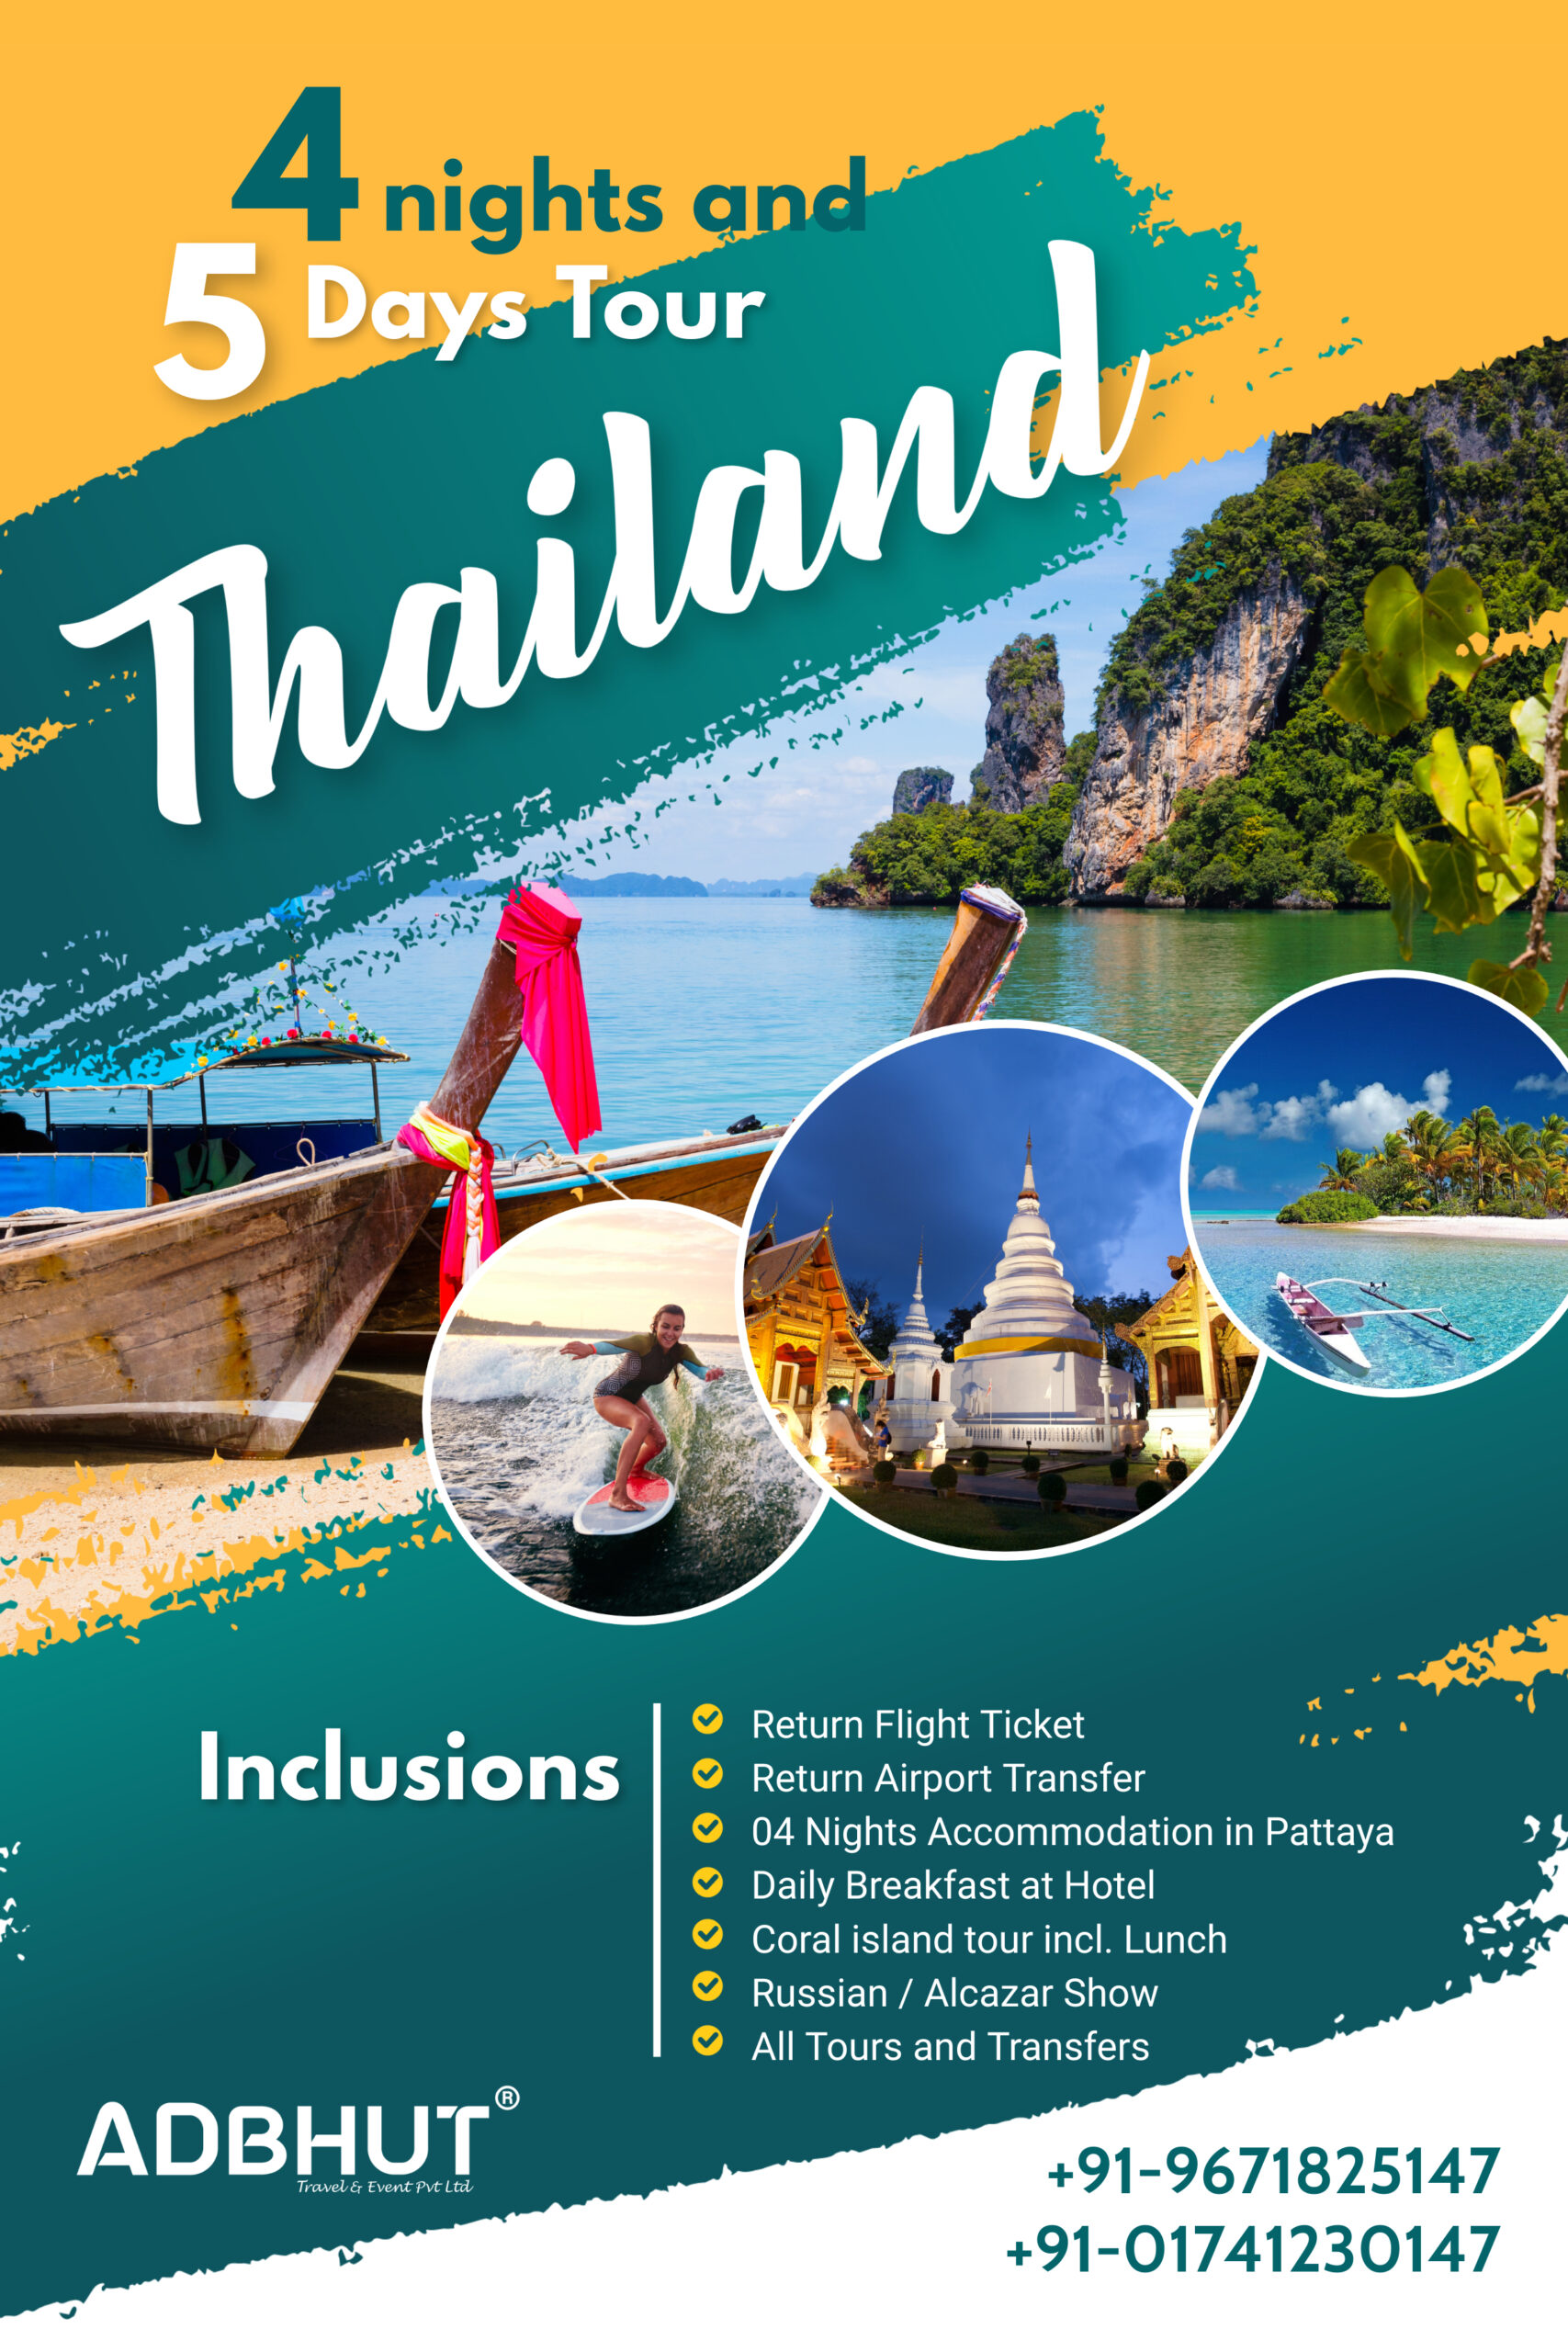 4 nights and
5 Days Tour
Thailand
Inclusions
Return Flight Ticket
Return Airport Transfer
04 Nights Accommodation in Pattaya
Daily Breakfast at Hotel
Coral island tour incl. Lunch
Russian / Alcazar Show
All Tours and Transfers
ADBHUT®
Travel & Event Pvt Ltd
+91-9671825147
+91-01741230147